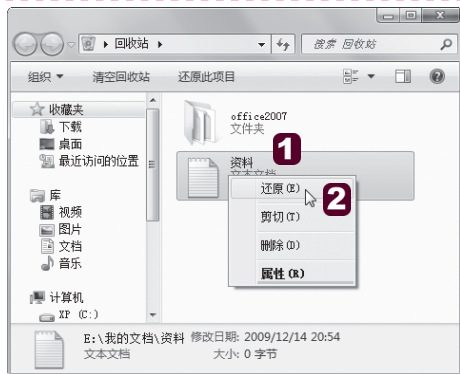 回收站
搜索 回收站
组织 清空回收站 还原此项目
收藏夹
下载
桌面
最近访问的位置
库
视频
图片
文档
音乐
计算机
XP (C:)
office2007
文件夹
1
资料
文本文档
还原(E)
2
剪切(T)
删除(D)
属性(R)
E:\我的文档\资料 修改日期: 2009/12/14 20:54
文本文档 大小: 0 字节